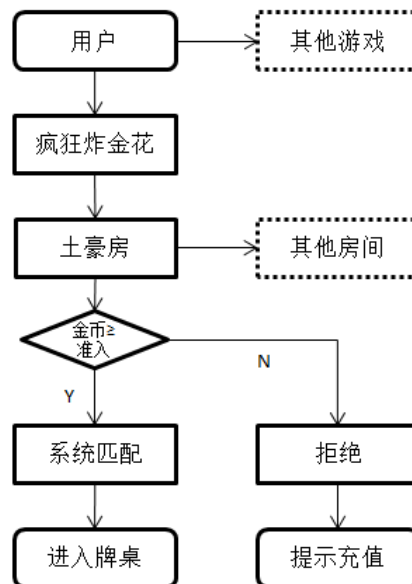 用户
其他游戏
疯狂炸金花
土豪房
其他房间
金币≥
准入
N
Y
系统匹配
拒绝
进入牌桌
提示充值